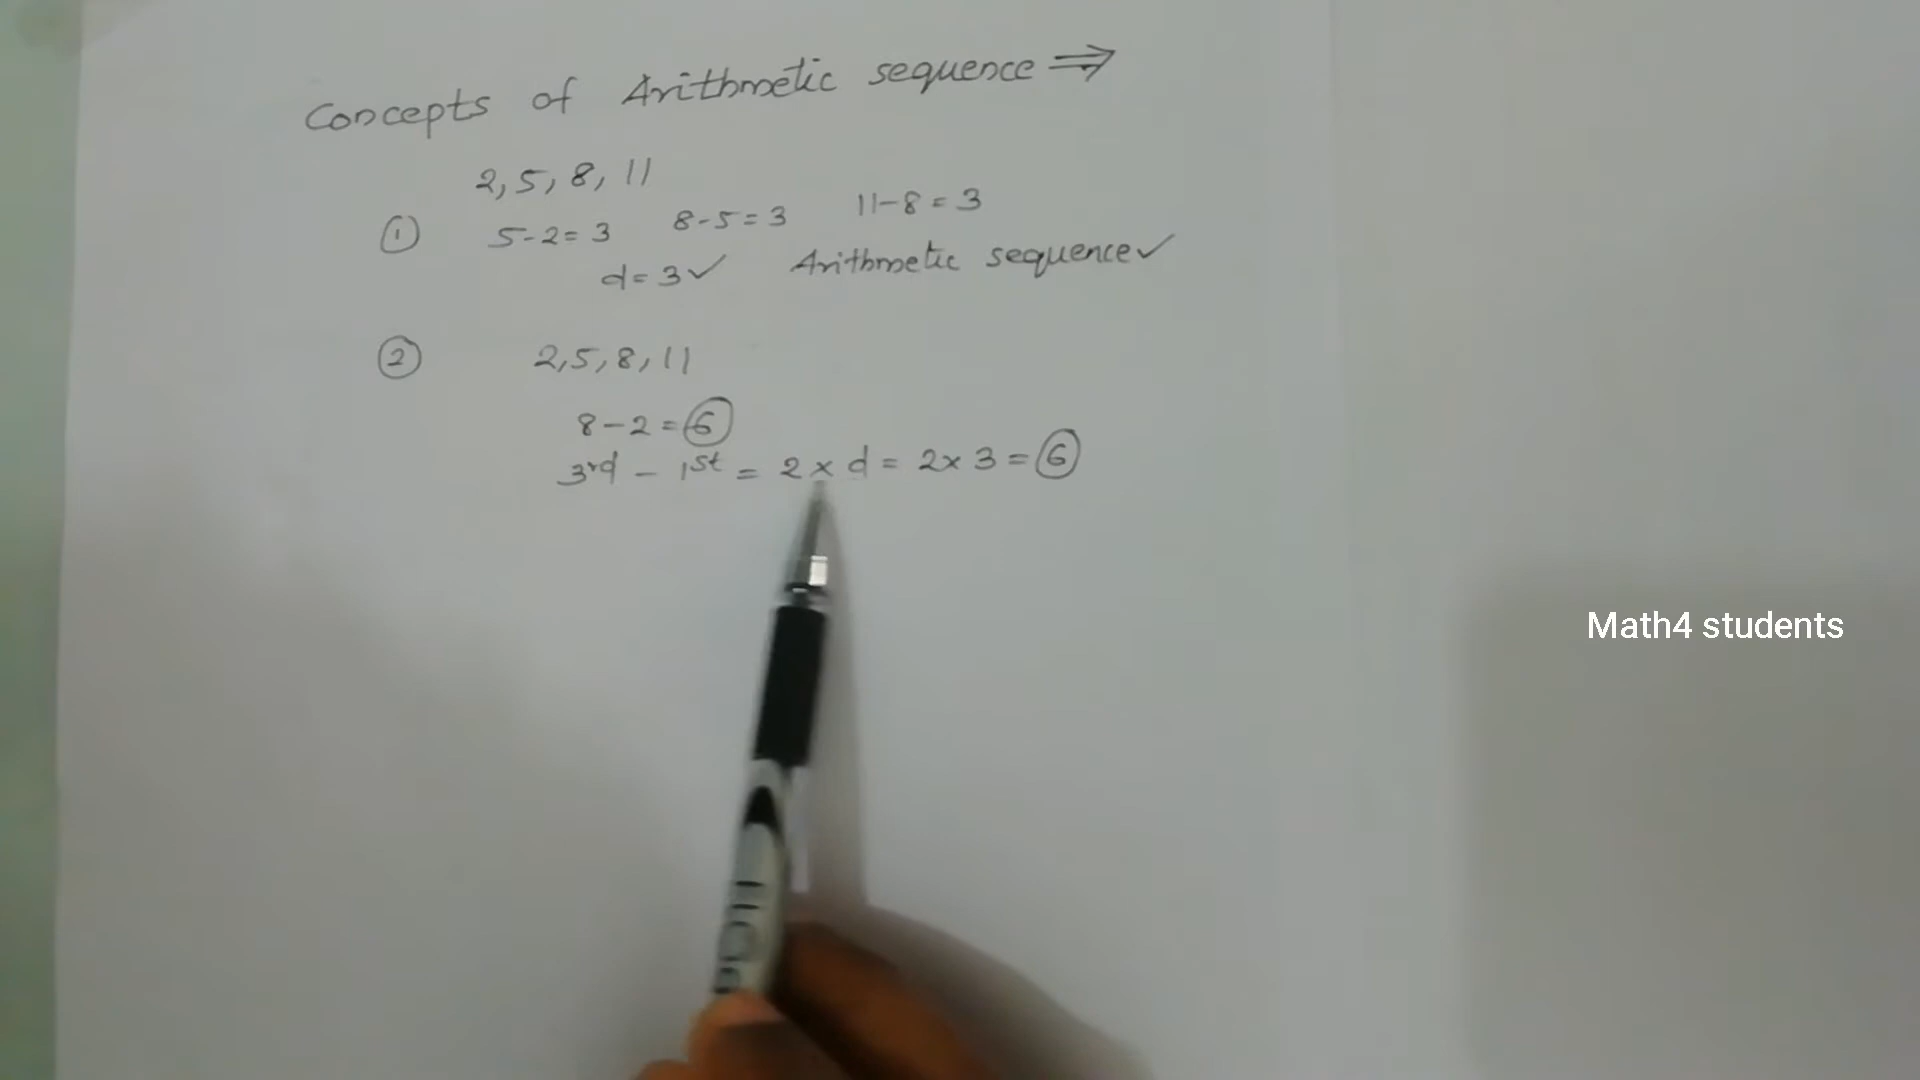 Concepts of Arithmetic sequence ⇒
2, 5, 8, 11
① 5-2=3 8-5=3 11-8=3
d=3✓ Arithmetic sequence✓
② 2, 5, 8, 11
8-2=6
3rd - 1st = 2×d = 2×3 = 6
Math4 students